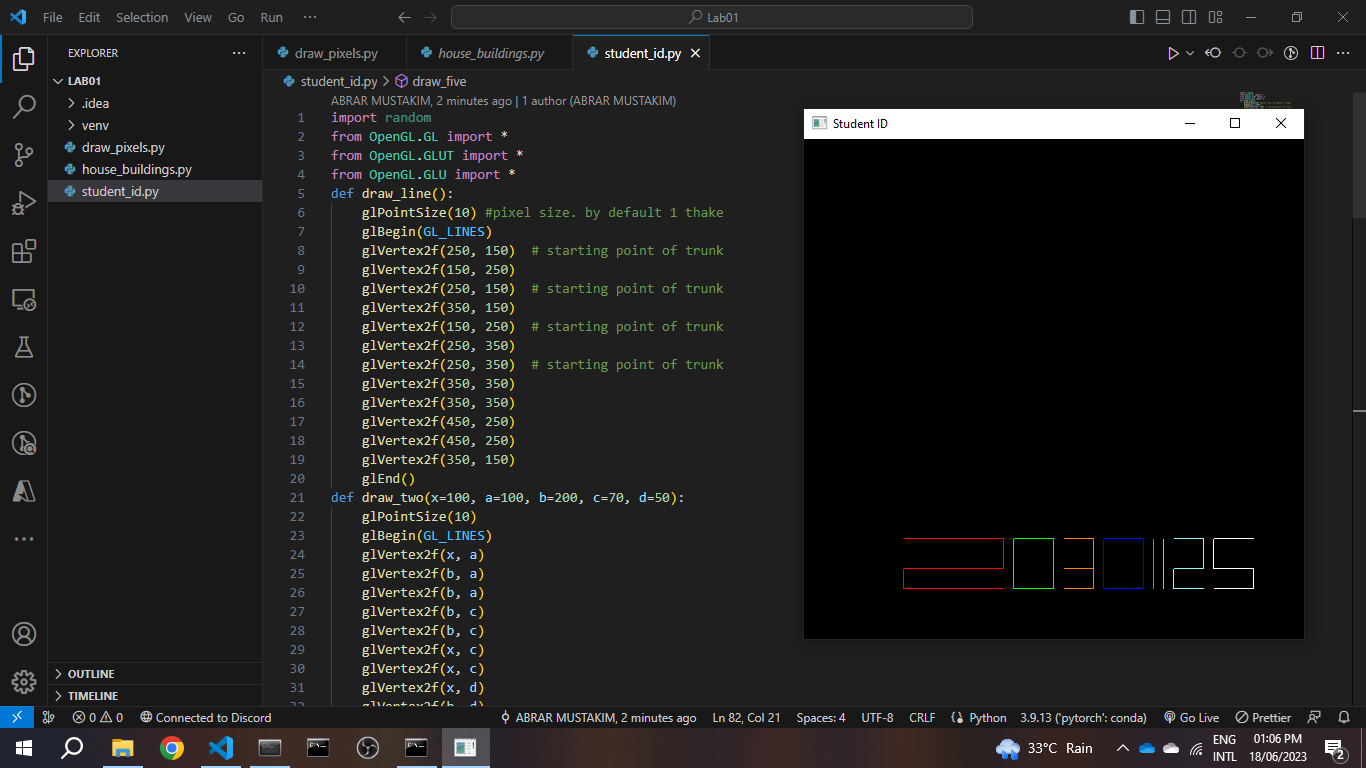 File Edit Selection View Go Run ··· Lab01
EXPLORER ···
LAB01
.idea
venv
draw_pixels.py
house_buildings.py
student_id.py
OUTLINE
TIMELINE
draw_pixels.py house_buildings.py student_id.py
student_id.py > draw_five
ABRAR MUSTAKIM, 2 minutes ago | 1 author (ABRAR MUSTAKIM)
1 import random
2 from OpenGL.GL import *
3 from OpenGL.GLUT import *
4 from OpenGL.GLU import *
5 def draw_line():
6 glPointSize(10) #pixel size. by default 1 thake
7 glBegin(GL_LINES)
8 glVertex2f(250, 150) # starting point of trunk
9 glVertex2f(150, 250)
10 glVertex2f(250, 150) # starting point of trunk
11 glVertex2f(350, 150)
12 glVertex2f(150, 250) # starting point of trunk
13 glVertex2f(250, 350)
14 glVertex2f(250, 350) # starting point of trunk
15 glVertex2f(350, 350)
16 glVertex2f(350, 350)
17 glVertex2f(450, 250)
18 glVertex2f(450, 250)
19 glVertex2f(350, 150)
20 glEnd()
21 def draw_two(x=100, a=100, b=200, c=70, d=50):
22 glPointSize(10)
23 glBegin(GL_LINES)
24 glVertex2f(x, a)
25 glVertex2f(b, a)
26 glVertex2f(b, a)
27 glVertex2f(b, c)
28 glVertex2f(b, c)
29 glVertex2f(x, c)
30 glVertex2f(x, c)
31 glVertex2f(x, d)
Student ID
20301125
0 0 Connected to Discord ABRAR MUSTAKIM, 2 minutes ago Ln 82, Col 21 Spaces: 4 UTF-8 CRLF Python 3.9.13 ('pytorch': conda) Go Live Prettier
33°C Rain ENG 01:06 PM
INTL 18/06/2023 2